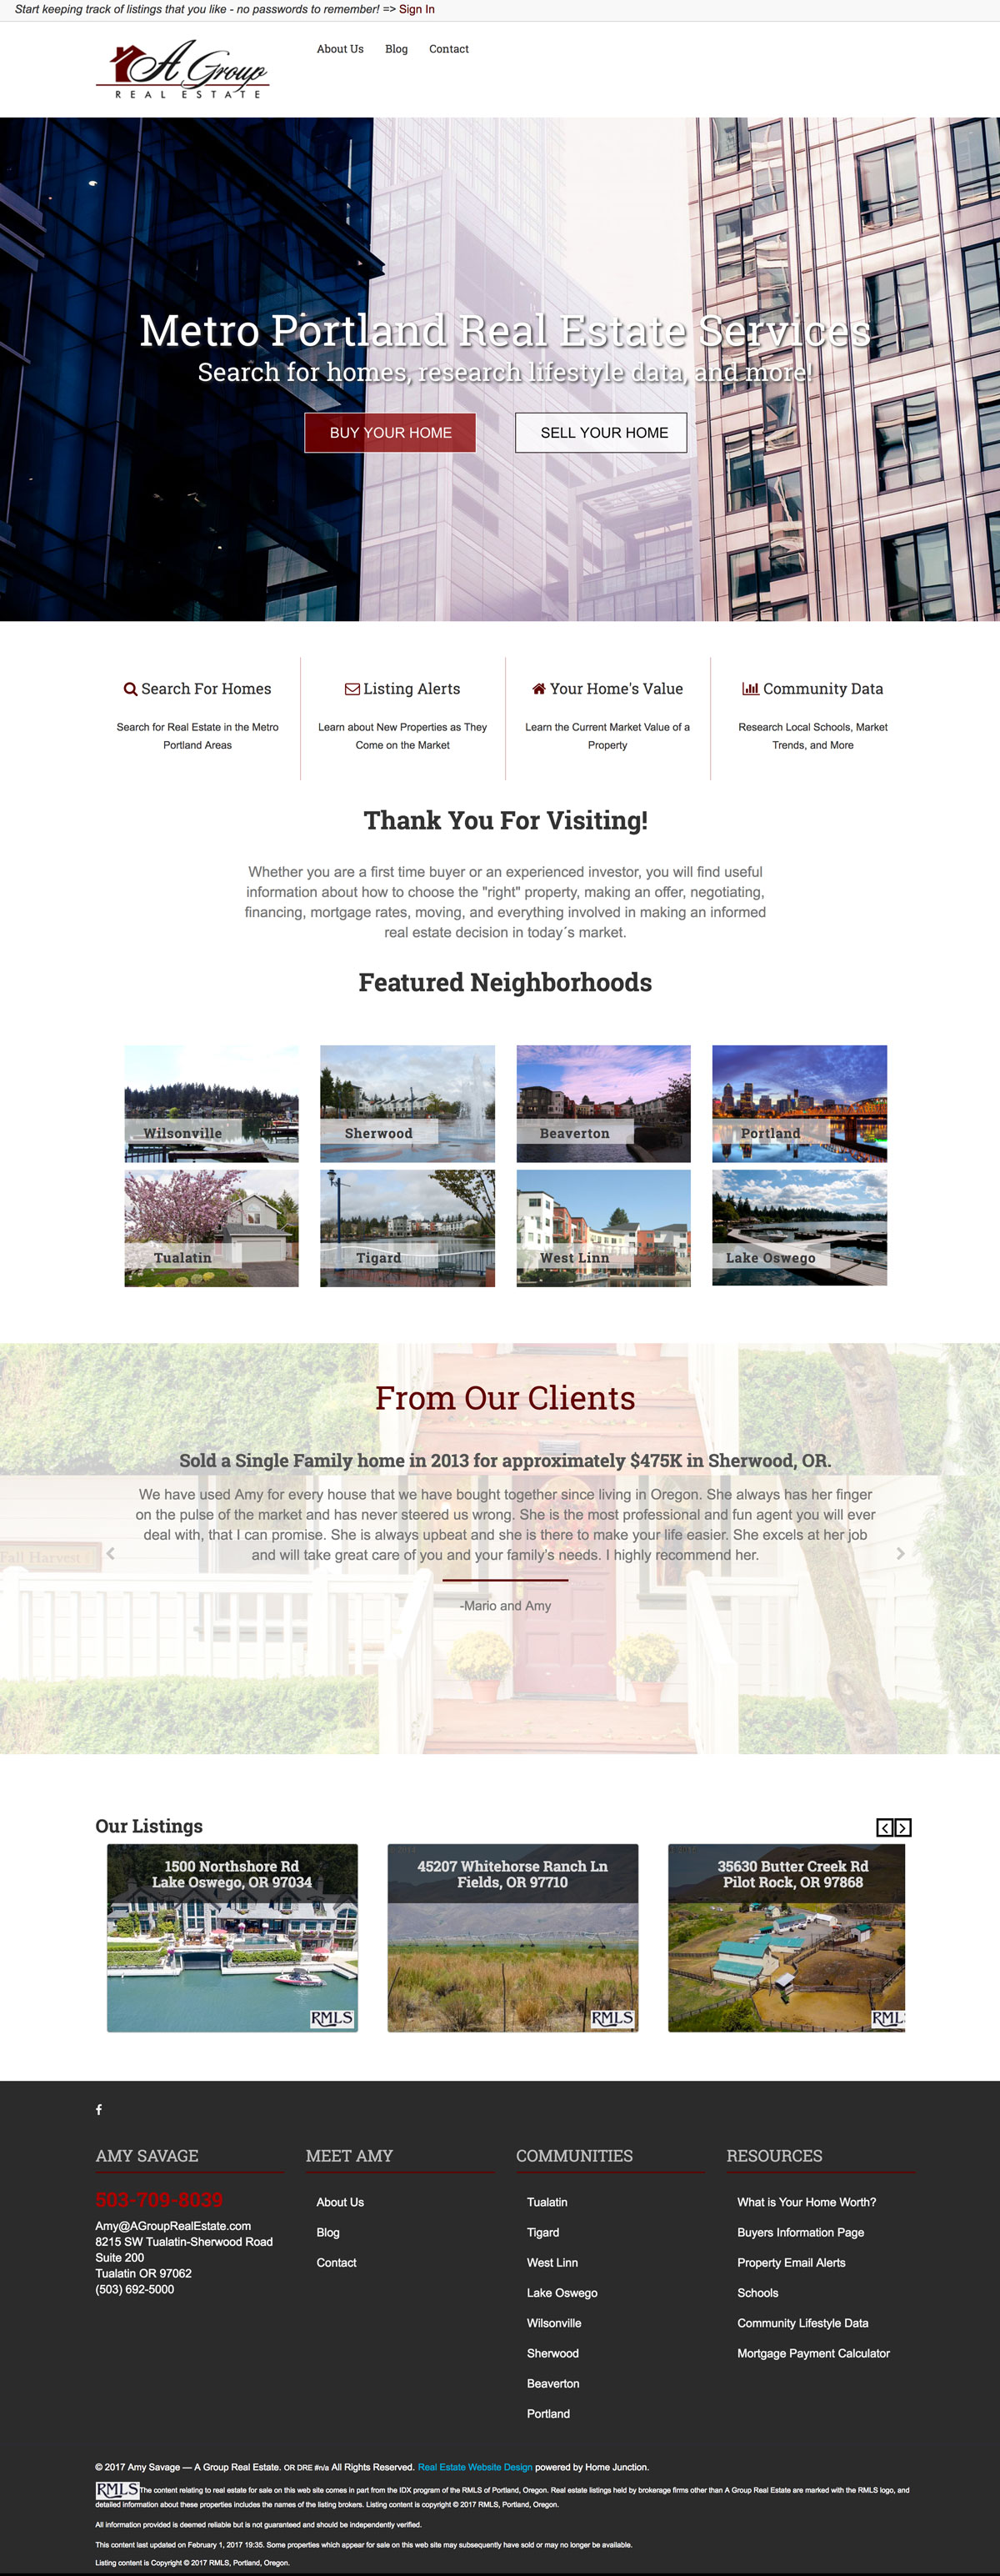 Start keeping track of listings that you like - no passwords to remember! => Sign In
A Group
REAL ESTATE
About Us
Blog
Contact
Metro Portland Real Estate Services
Search for homes, research lifestyle data, and more!
BUY YOUR HOME
SELL YOUR HOME
Search For Homes
Search for Real Estate in the Metro
Portland Areas
Listing Alerts
Learn about New Properties as They
Come on the Market
Your Home's Value
Learn the Current Market Value of a
Property
Community Data
Research Local Schools, Market
Trends, and More
Thank You For Visiting!
Whether you are a first time buyer or an experienced investor, you will find useful
information about how to choose the "right" property, making an offer, negotiating,
financing, mortgage rates, moving, and everything involved in making an informed
real estate decision in today´s market.
Featured Neighborhoods
Wilsonville
Sherwood
Beaverton
Portland
Tualatin
Tigard
West Linn
Lake Oswego
From Our Clients
Sold a Single Family home in 2013 for approximately $475K in Sherwood, OR.
We have used Amy for every house that we have bought together since living in Oregon. She always has her finger
on the pulse of the market and has never steered us wrong. She is the most professional and fun agent you will ever
deal with, that I can promise. She is always upbeat and she is there to make your life easier. She excels at her job
and will take great care of you and your family's needs. I highly recommend her.
Fall Harvest
-Mario and Amy
Our Listings
1500 Northshore Rd
Lake Oswego, OR 97034
RMLS
45207 Whitehorse Ranch Ln
Fields, OR 97710
RMLS
35630 Butter Creek Rd
Pilot Rock, OR 97868
RMLS
AMY SAVAGE
503-709-8039
Amy@AGroupRealEstate.com
8215 SW Tualatin-Sherwood Road
Suite 200
Tualatin OR 97062
(503) 692-5000
MEET AMY
About Us
Blog
Contact
COMMUNITIES
Tualatin
Tigard
West Linn
Lake Oswego
Wilsonville
Sherwood
Beaverton
Portland
RESOURCES
What is Your Home Worth?
Buyers Information Page
Property Email Alerts
Schools
Community Lifestyle Data
Mortgage Payment Calculator
© 2017 Amy Savage — A Group Real Estate. OR DRE #n/a All Rights Reserved. Real Estate Website Design powered by Home Junction.
RMLS The content relating to real estate for sale on this web site comes in part from the IDX program of the RMLS of Portland, Oregon. Real estate listings held by brokerage firms other than A Group Real Estate are marked with the RMLS logo, and
detailed information about these properties includes the names of the listing brokers. Listing content is copyright © 2017 RMLS, Portland, Oregon.
All information provided is deemed reliable but is not guaranteed and should be independently verified.
This content last updated on February 1, 2017 19:35. Some properties which appear for sale on this web site may subsequently have sold or may no longer be available.
Listing content is Copyright © 2017 RMLS, Portland, Oregon.